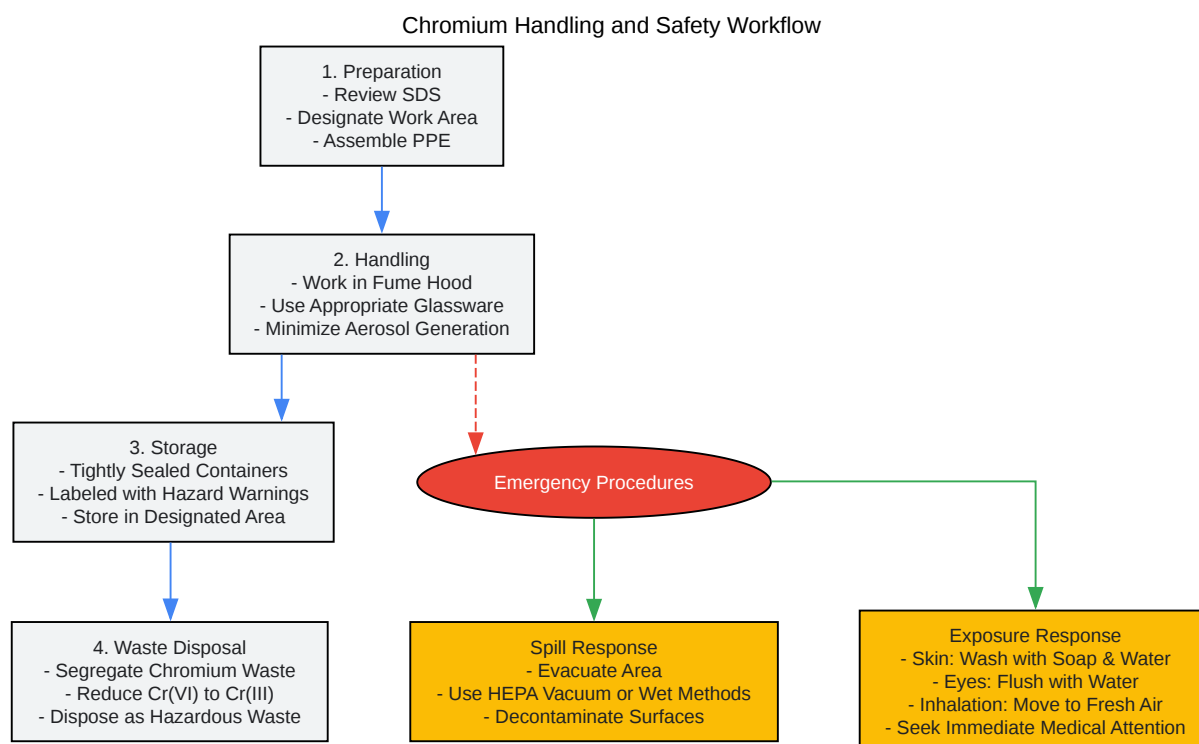 Chromium Handling and Safety Workflow
1. Preparation
- Review SDS
- Designate Work Area
- Assemble PPE
2. Handling
- Work in Fume Hood
- Use Appropriate Glassware
- Minimize Aerosol Generation
3. Storage
- Tightly Sealed Containers
- Labeled with Hazard Warnings
- Store in Designated Area
Emergency Procedures
4. Waste Disposal
- Segregate Chromium Waste
- Reduce Cr(VI) to Cr(III)
- Dispose as Hazardous Waste
Spill Response
- Evacuate Area
- Use HEPA Vacuum or Wet Methods
- Decontaminate Surfaces
Exposure Response
- Skin: Wash with Soap & Water
- Eyes: Flush with Water
- Inhalation: Move to Fresh Air
- Seek Immediate Medical Attention